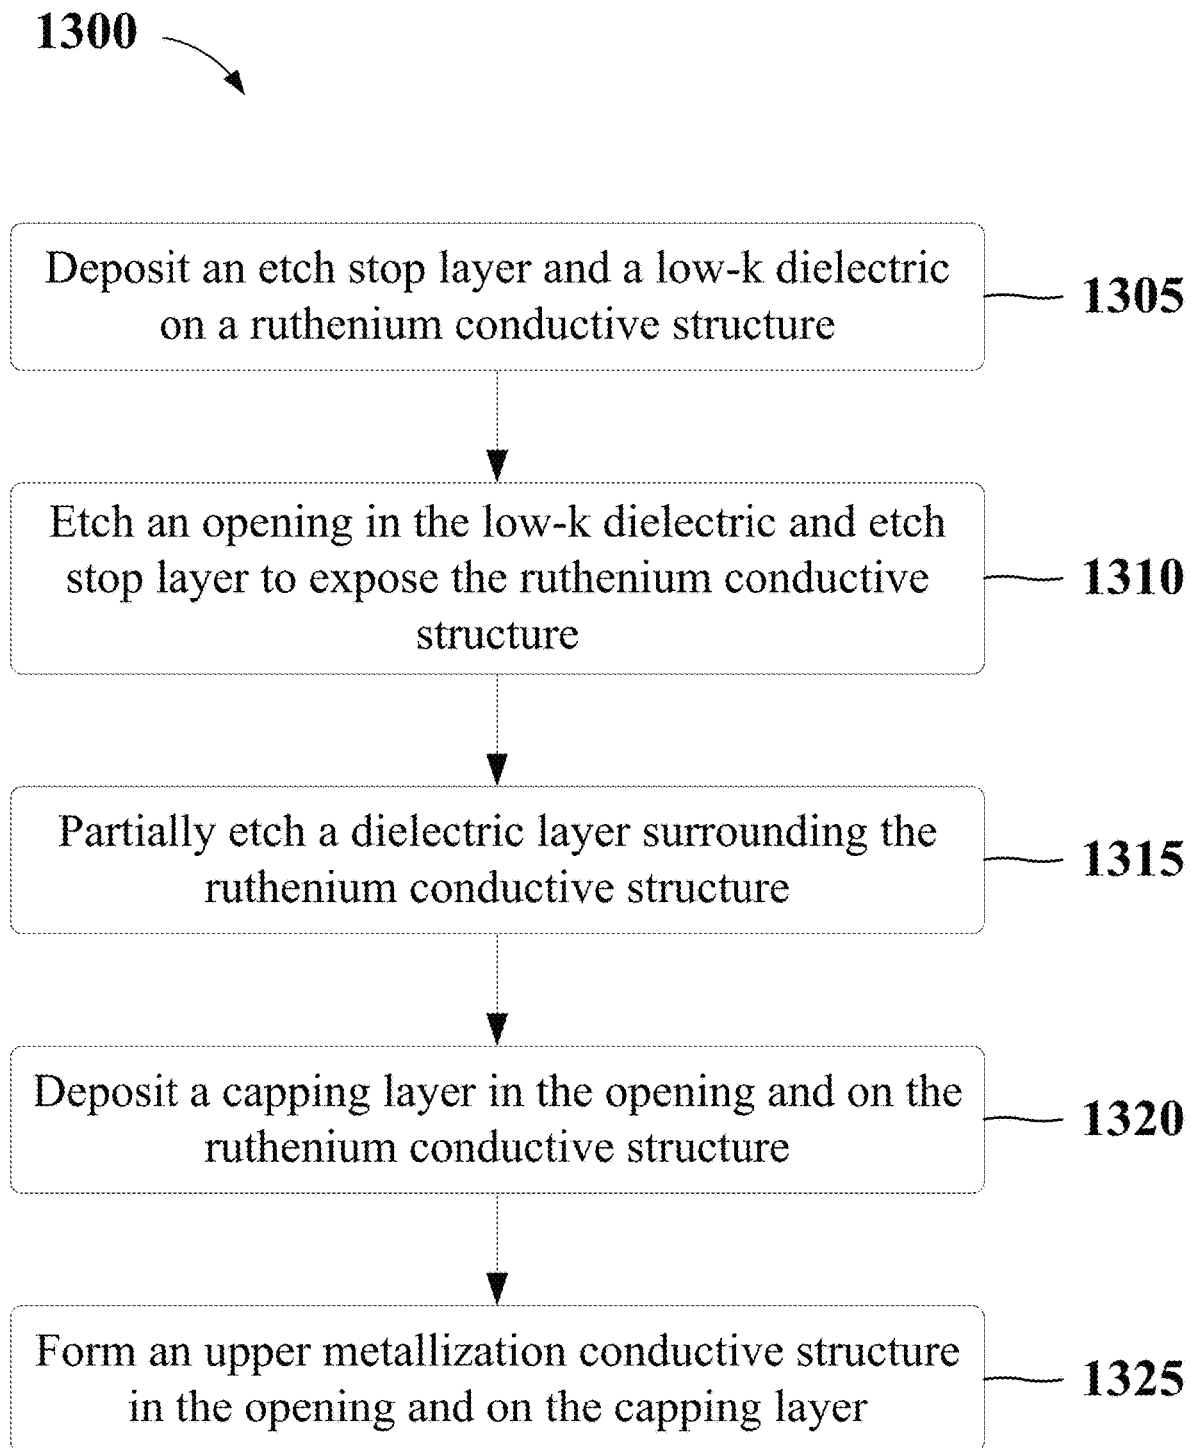 1300
Deposit an etch stop layer and a low-k dielectric
on a ruthenium conductive structure
1305
Etch an opening in the low-k dielectric and etch
stop layer to expose the ruthenium conductive
structure
1310
Partially etch a dielectric layer surrounding the
ruthenium conductive structure
1315
Deposit a capping layer in the opening and on the
ruthenium conductive structure
1320
Form an upper metallization conductive structure
in the opening and on the capping layer
1325